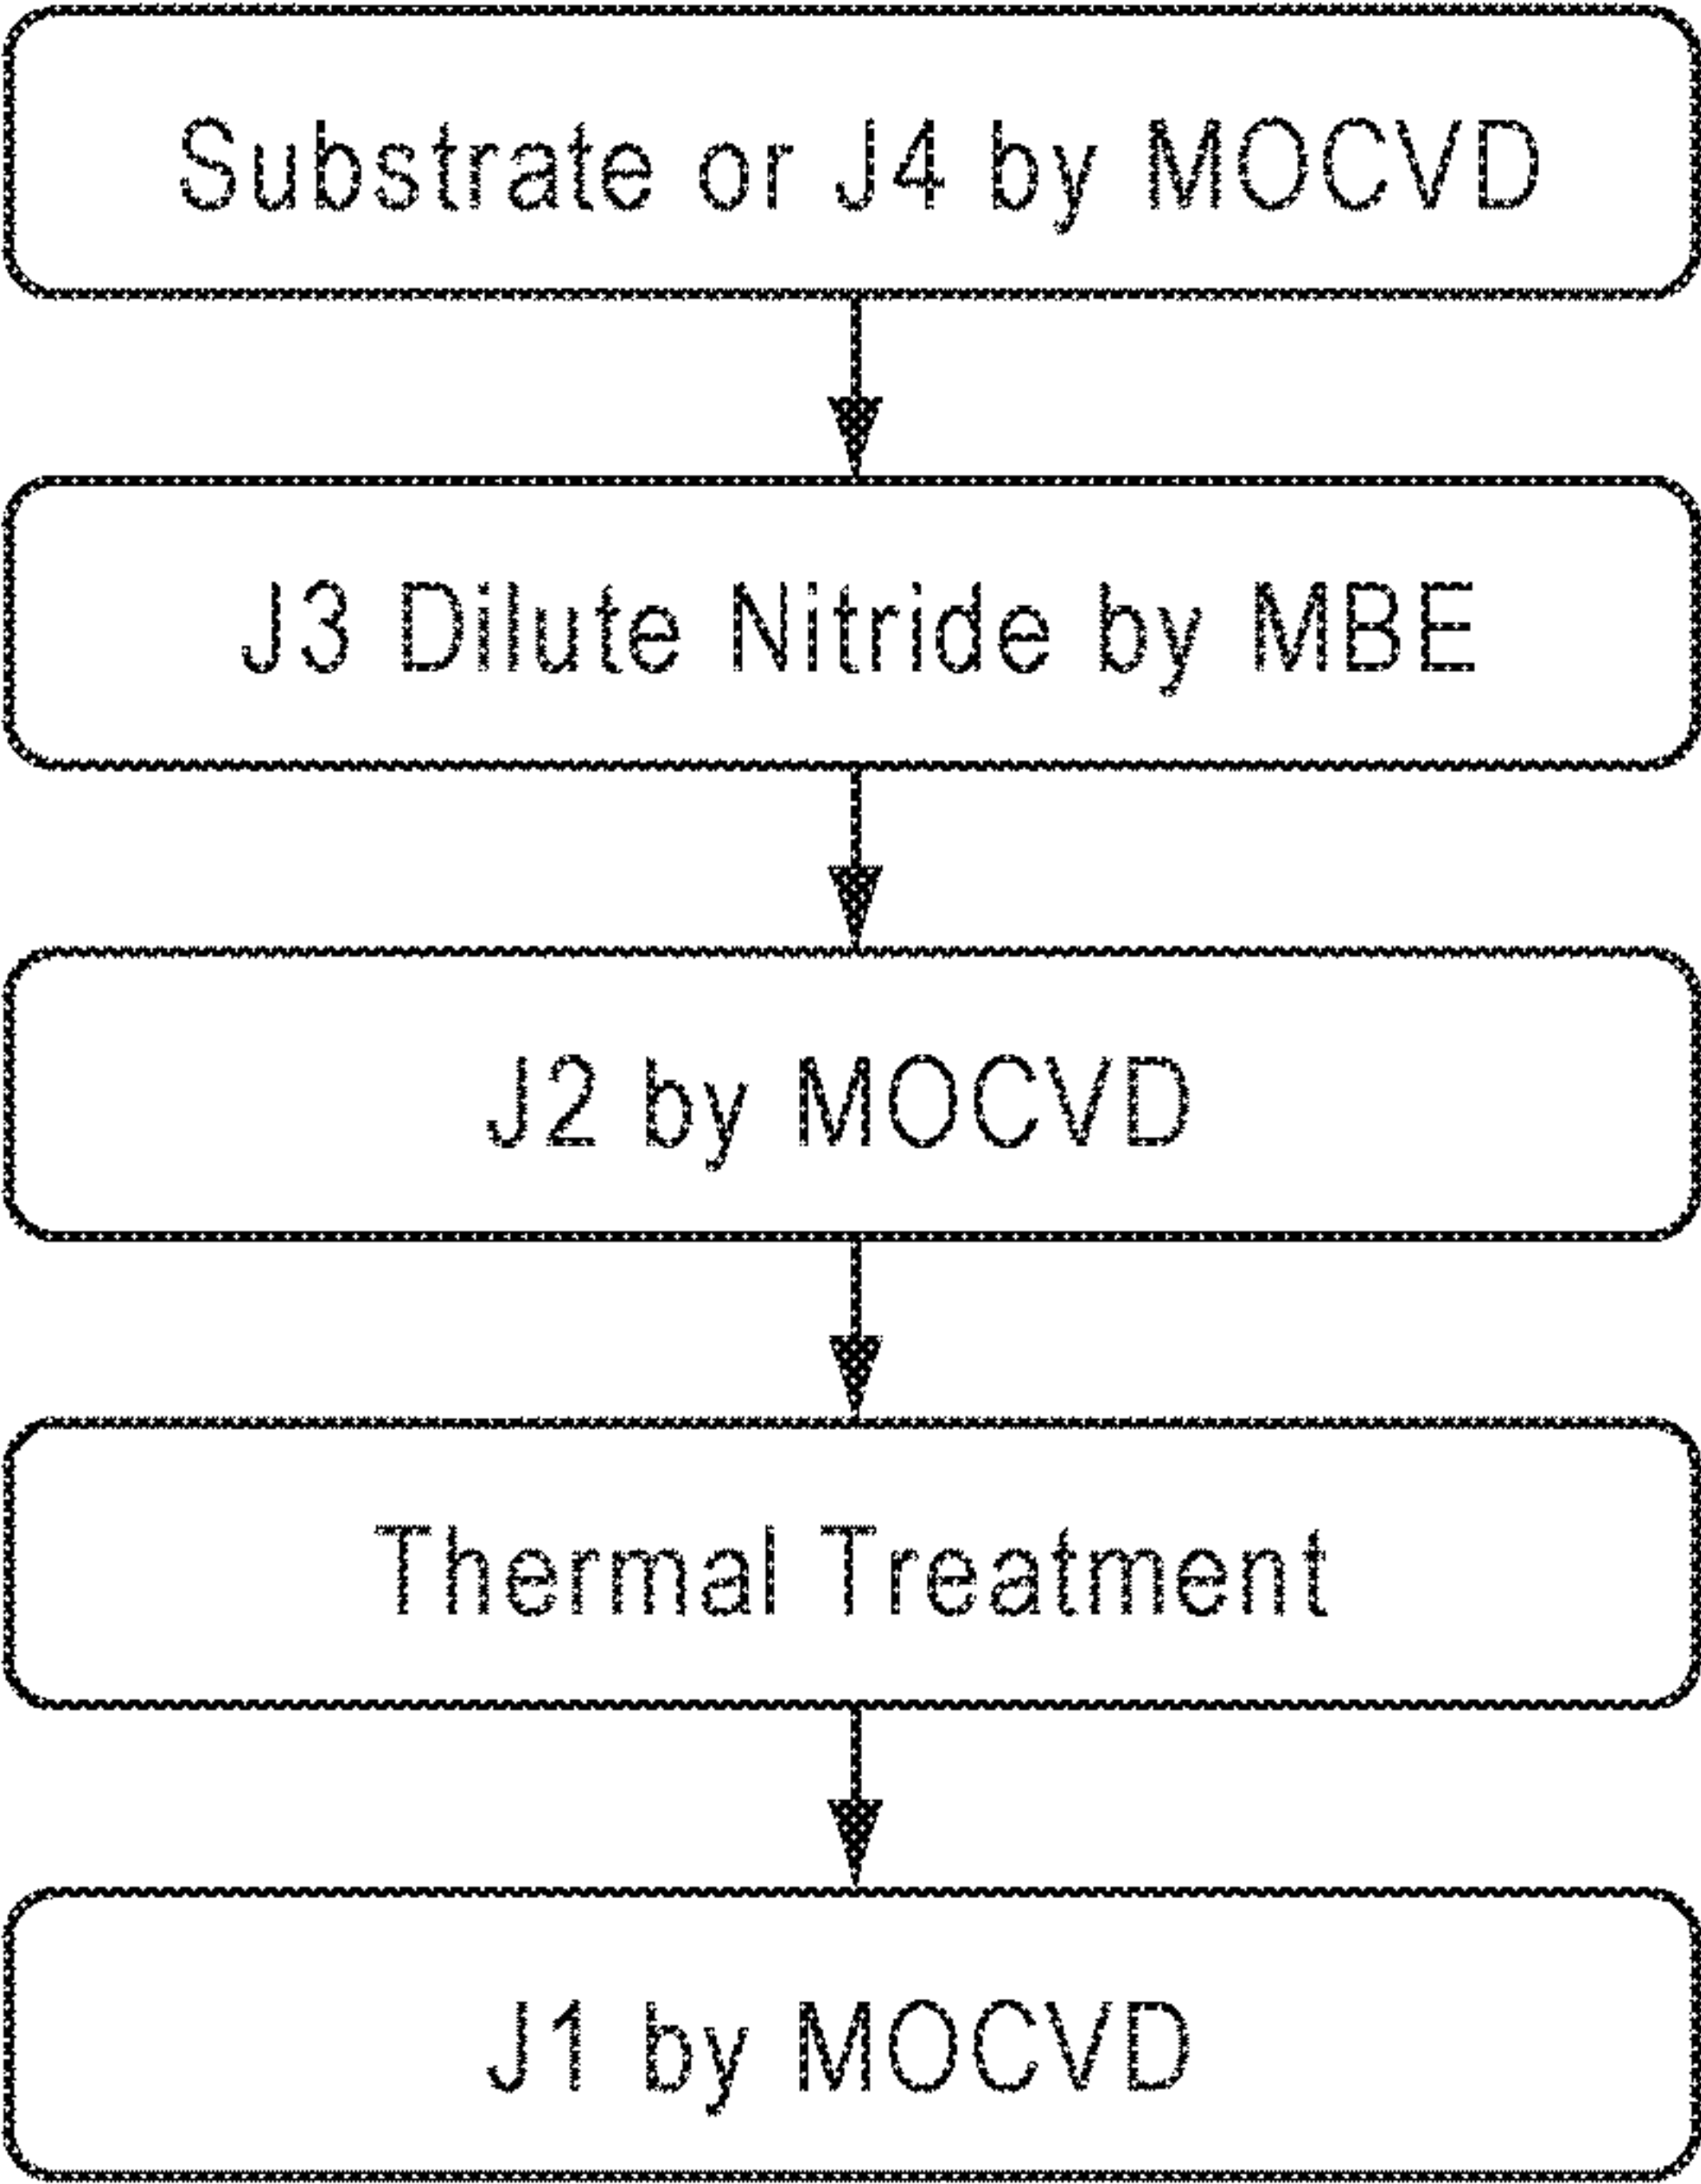 Substrate or J4 by MOCVD
J3 Dilute Nitride by MBE
J2 by MOCVD
Thermal Treatment
J1 by MOCVD